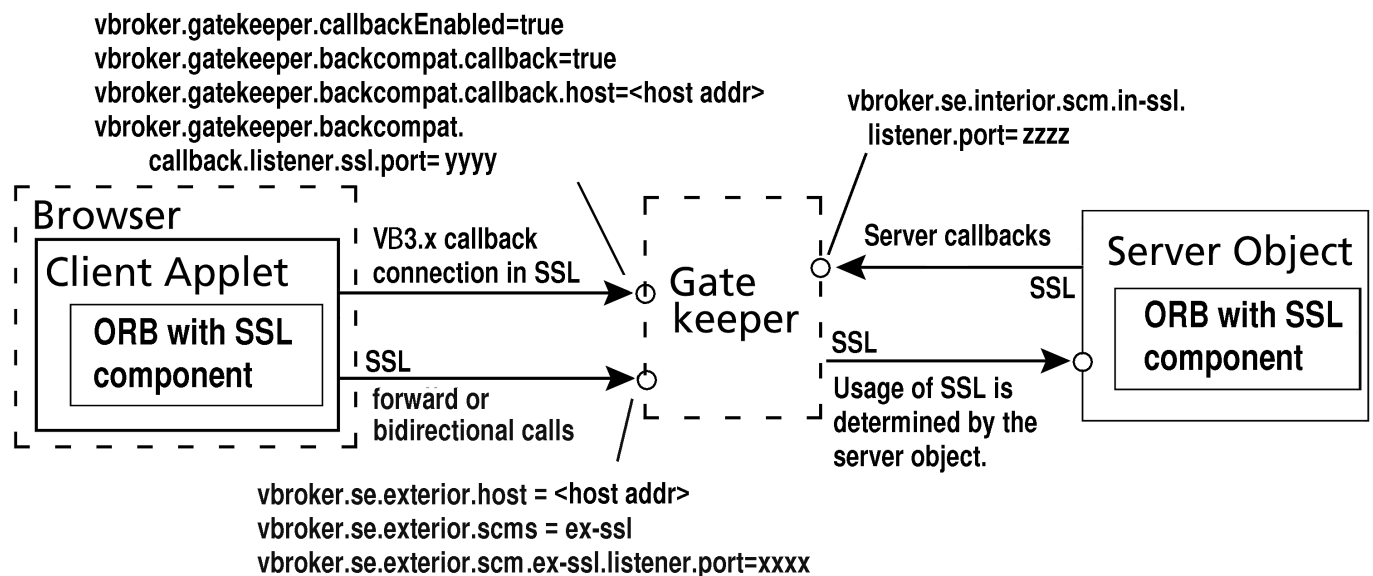 vbroker.gatekeeper.callbackEnabled=true
vbroker.gatekeeper.backcompat.callback=true
vbroker.gatekeeper.backcompat.callback.host=<host addr>
vbroker.gatekeeper.backcompat.
callback.listener.ssl.port= yyyy
vbroker.se.interior.scm.in-ssl.
listener.port= zzzz
Browser
Client Applet
ORB with SSL
component
VB3.x callback
connection in SSL
SSL
forward or
bidirectional calls
Gate
keeper
Server callbacks
SSL
SSL
Usage of SSL is
determined by the
server object.
Server Object
ORB with SSL
component
vbroker.se.exterior.host = <host addr>
vbroker.se.exterior.scms = ex-ssl
vbroker.se.exterior.scm.ex-ssl.listener.port=xxxx